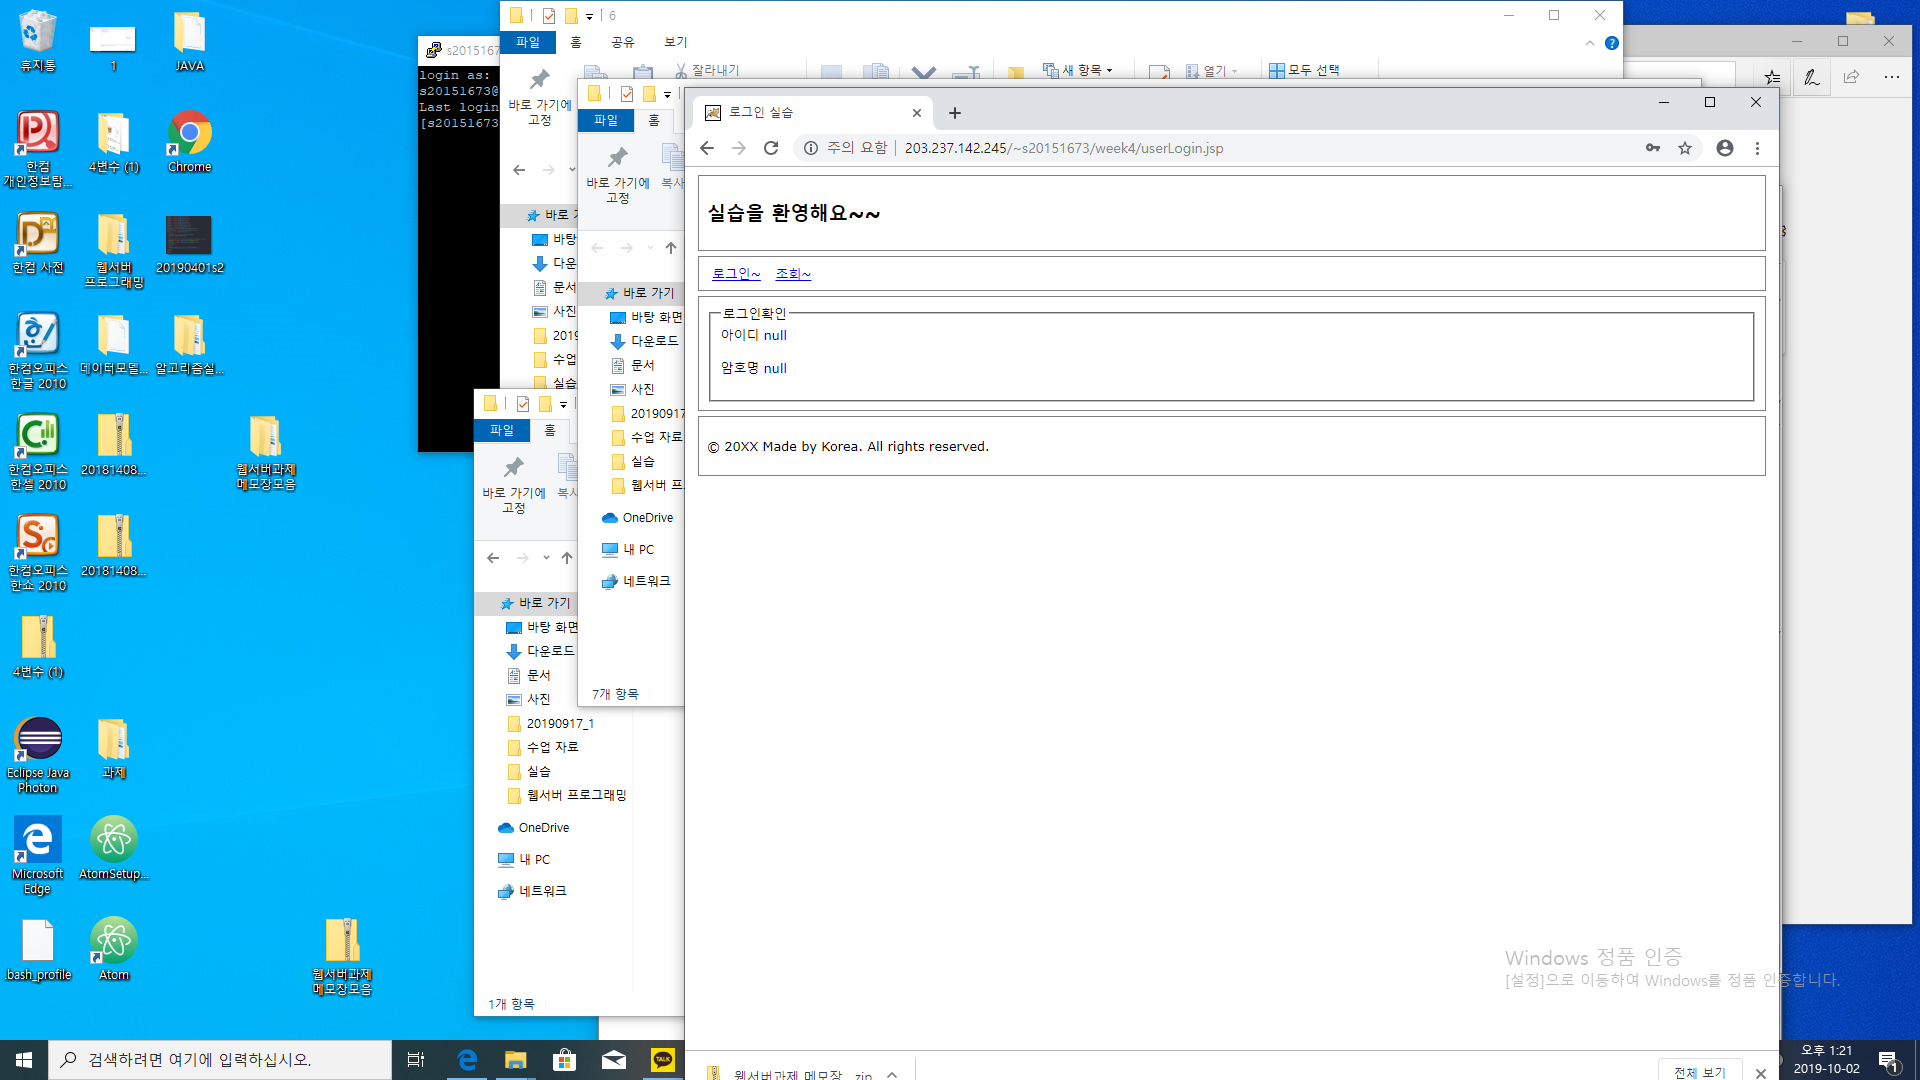 휴지통
1
JAVA
한컴
개인정보탐...
4변수 (1)
Chrome
한컴 사전
웹서버
프로그래밍
20190401s2
한컴오피스
한글 2010
데이터모델...
알고리즘실...
한컴오피스
한셀 2010
20181408...
웹서버과제
메모장모음
한컴오피스
한쇼 2010
20181408...
4변수 (1)
Eclipse Java
Photon
과제
Microsoft
Edge
AtomSetup...
.bash_profile
Atom
웹서버과제
메모장모음
s2015167
login as:
s20151673@
Last login
[s20151673
6
파일
홈
공유
보기
잘라내기
새 항목
열기
모두 선택
바로 가기에
고정
바탕
다운
문서
사진
2019
수업
실습
파일
홈
바로 가기에
고정
복사
바로 가기
바탕 화면
다운로드
문서
사진
20190917
수업 자료
실습
웹서버 프
OneDrive
내 PC
네트워크
7개 항목
파일
홈
바로 가기에
고정
복사
바로 가기
바탕 화면
다운로드
문서
사진
20190917_1
수업 자료
실습
웹서버 프로그래밍
OneDrive
내 PC
네트워크
1개 항목
로그인 실습
주의 요함
203.237.142.245/~s20151673/week4/userLogin.jsp
실습을 환영해요~~
로그인~ 조회~
로그인확인
아이디 null
암호명 null
© 20XX Made by Korea. All rights reserved.
Windows 정품 인증
[설정]으로 이동하여 Windows를 정품 인증합니다.
웹서버과제 메모장....zip
전체 보기
검색하려면 여기에 입력하십시오.
TALK
오후 1:21
2019-10-02
1